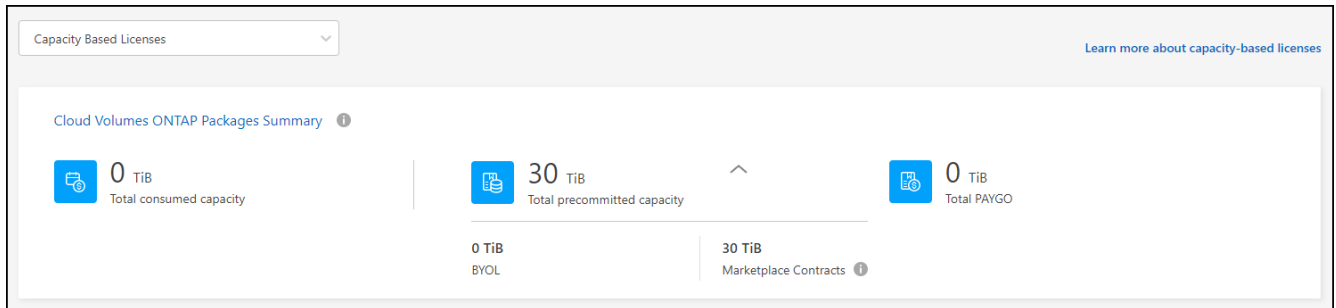 Capacity Based Licenses
Learn more about capacity-based licenses
Cloud Volumes ONTAP Packages Summary
0 TiB
Total consumed capacity
30 TiB
Total precommitted capacity
0 TiB
Total PAYGO
0 TiB
BYOL
30 TiB
Marketplace Contracts